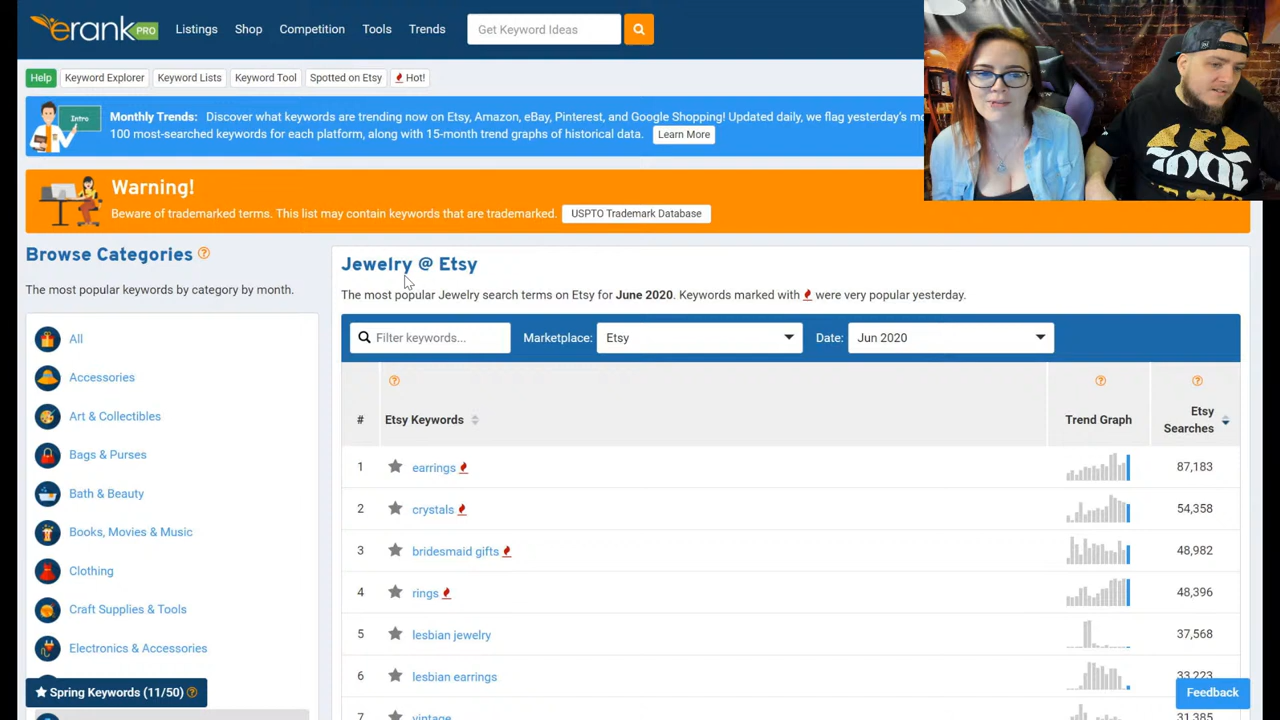 erank PRO
Listings Shop Competition Tools Trends Get Keyword Ideas
Help Keyword Explorer Keyword Lists Keyword Tool Spotted on Etsy Hot!
Intro
Monthly Trends: Discover what keywords are trending now on Etsy, Amazon, eBay, Pinterest, and Google Shopping! Updated daily, we flag yesterday's mo
100 most-searched keywords for each platform, along with 15-month trend graphs of historical data. Learn More
Warning!
Beware of trademarked terms. This list may contain keywords that are trademarked. USPTO Trademark Database
Browse Categories ?
The most popular keywords by category by month.
All
Accessories
Art & Collectibles
Bags & Purses
Bath & Beauty
Books, Movies & Music
Clothing
Craft Supplies & Tools
Electronics & Accessories
Spring Keywords (11/50) ?
Jewelry @ Etsy
The most popular Jewelry search terms on Etsy for June 2020. Keywords marked with were very popular yesterday.
Filter keywords... Marketplace: Etsy Date: Jun 2020
? ? ?
# Etsy Keywords Trend Graph Etsy Searches
1 earrings 87,183
2 crystals 54,358
3 bridesmaid gifts 48,982
4 rings 48,396
5 lesbian jewelry 37,568
6 lesbian earrings 33,223
7 vintage 31,385
Feedback